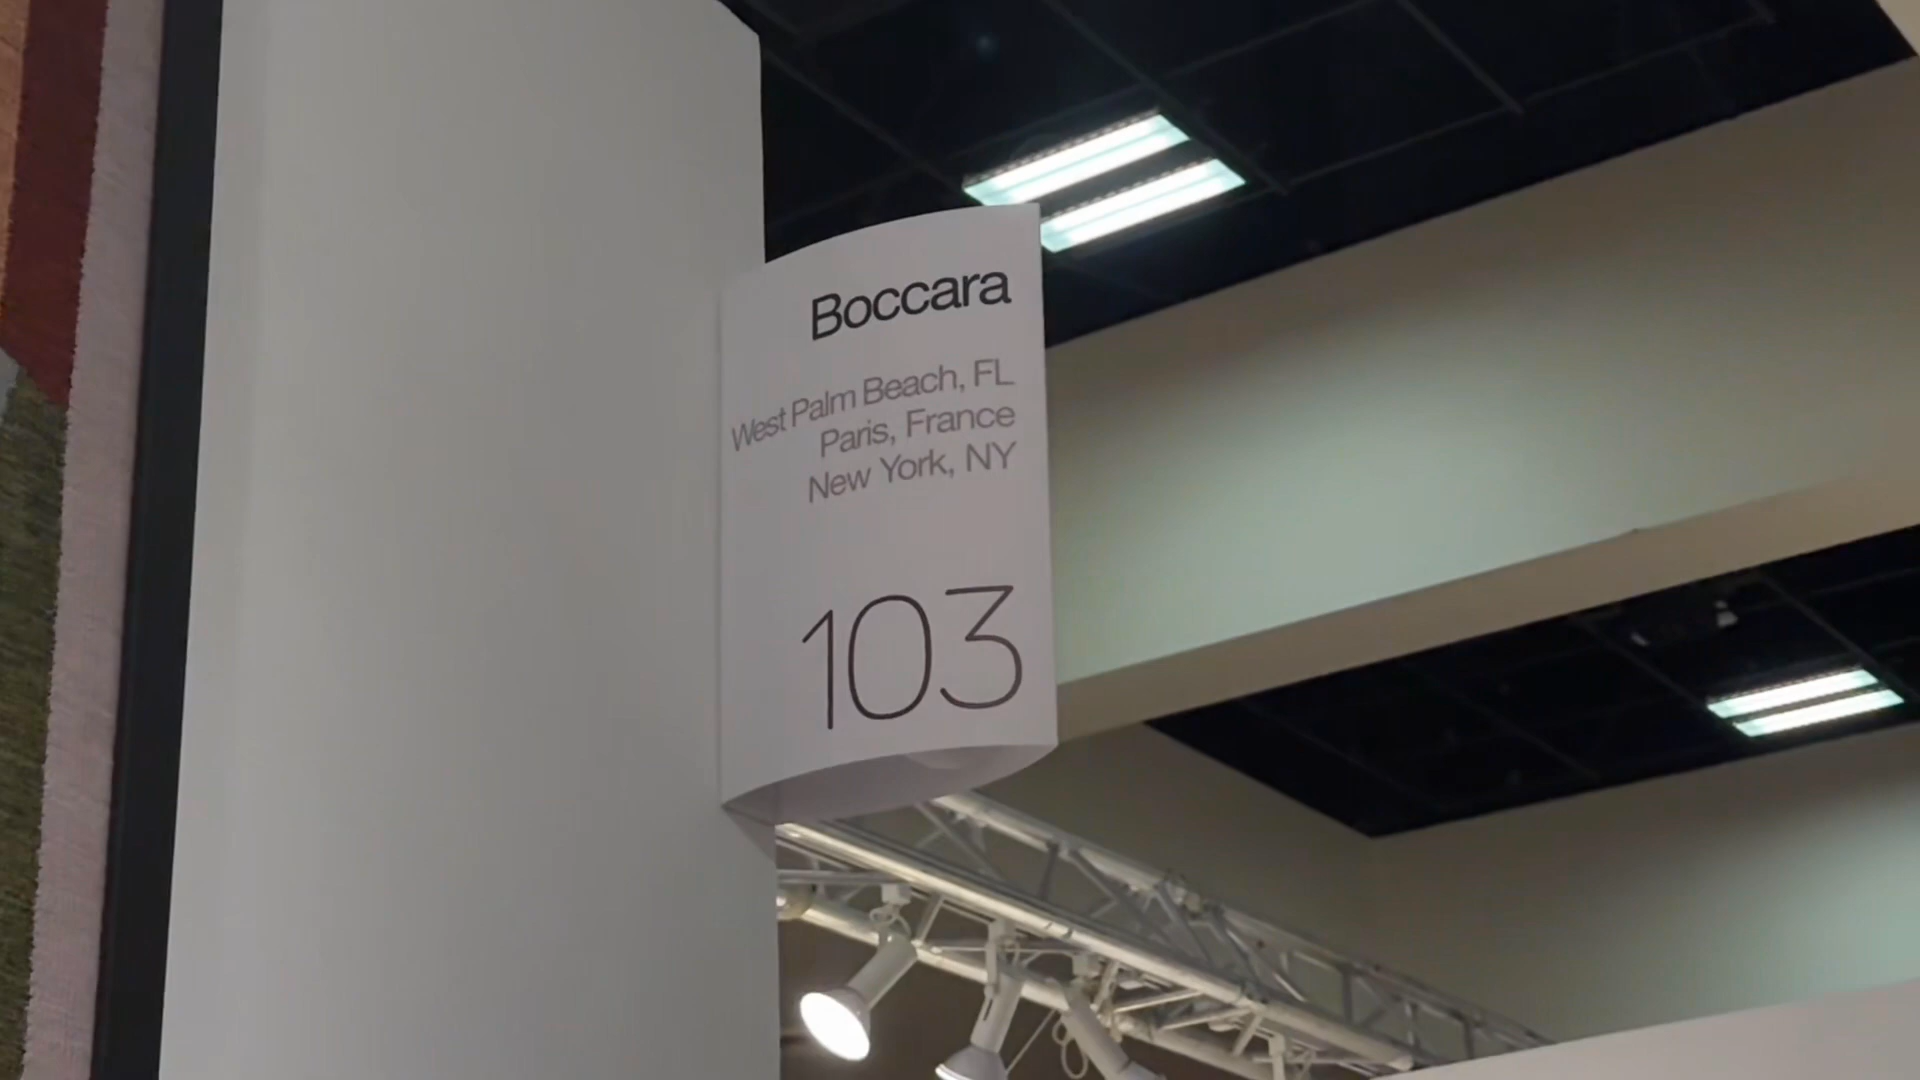 Boccara
West Palm Beach, FL
Paris, France
New York, NY
103